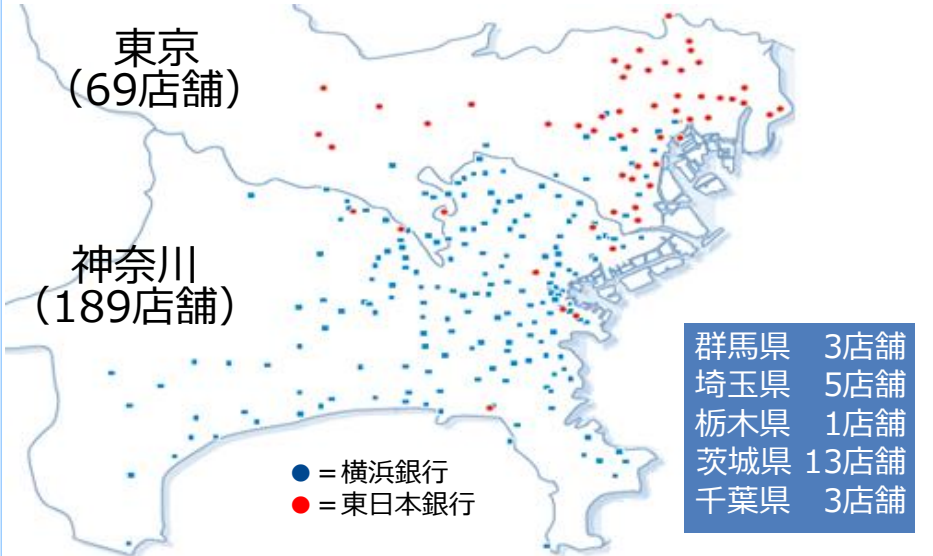 東京
（69店舗）
神奈川
（189店舗）
●＝横浜銀行
●＝東日本銀行
群馬県 3店舗
埼玉県 5店舗
栃木県 1店舗
茨城県 13店舗
千葉県 3店舗